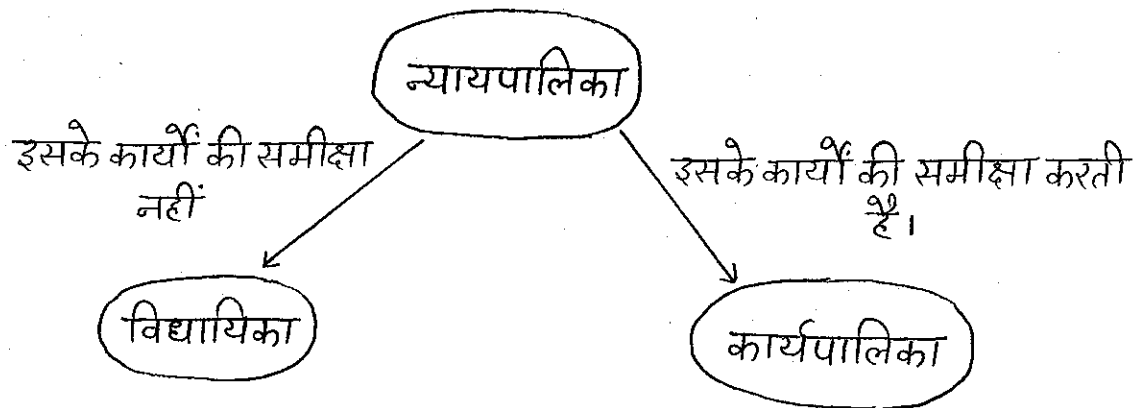 न्यायपालिका
इसके कार्यों की समीक्षा
नहीं
इसके कार्यों की समीक्षा करती
है।
विधायिका
कार्यपालिका